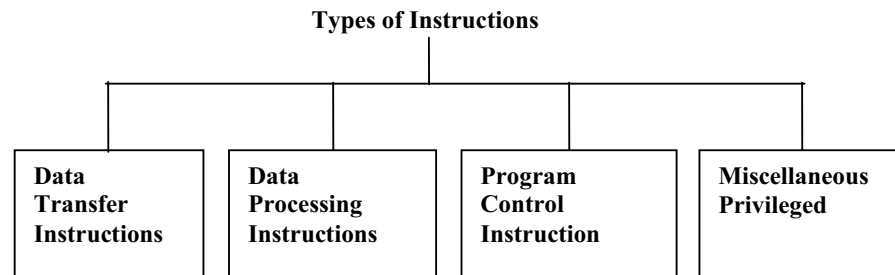 Types of Instructions
Data
Transfer
Instructions
Data
Processing
Instructions
Program
Control
Instruction
Miscellaneous
Privileged